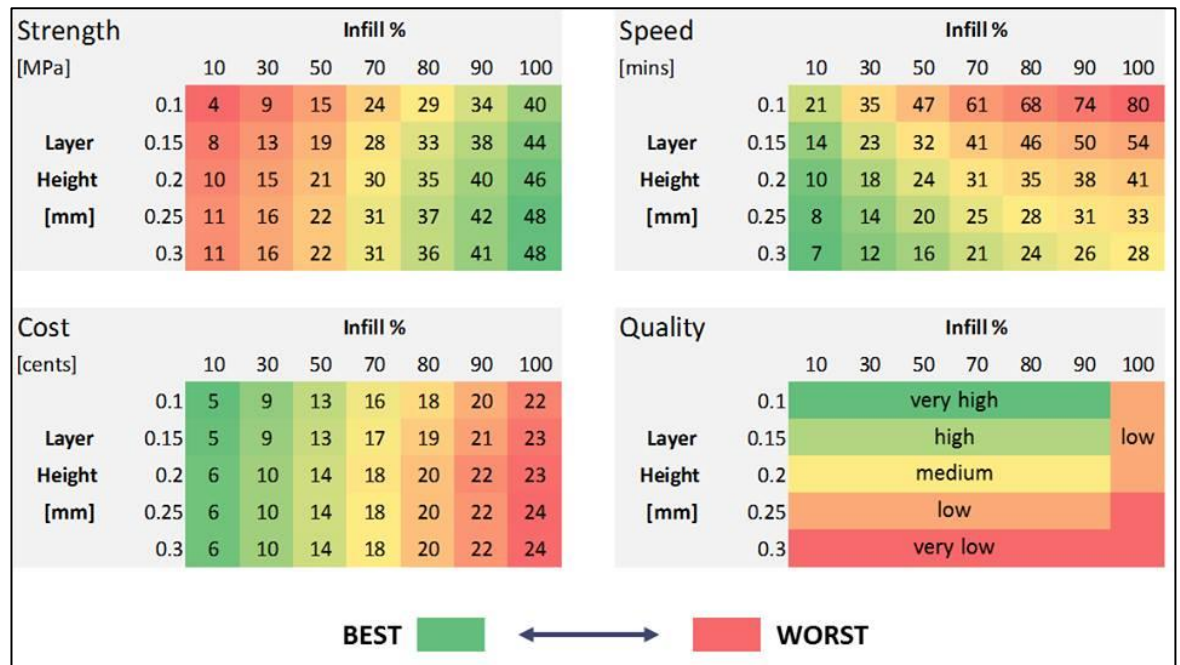 Strength Infill %
[MPa] 10 30 50 70 80 90 100
0.1 4 9 15 24 29 34 40
Layer 0.15 8 13 19 28 33 38 44
Height 0.2 10 15 21 30 35 40 46
[mm] 0.25 11 16 22 31 37 42 48
0.3 11 16 22 31 36 41 48
Speed Infill %
[mins] 10 30 50 70 80 90 100
0.1 21 35 47 61 68 74 80
Layer 0.15 14 23 32 41 46 50 54
Height 0.2 10 18 24 31 35 38 41
[mm] 0.25 8 14 20 25 28 31 33
0.3 7 12 16 21 24 26 28
Cost Infill %
[cents] 10 30 50 70 80 90 100
0.1 5 9 13 16 18 20 22
Layer 0.15 5 9 13 17 19 21 23
Height 0.2 6 10 14 18 20 22 23
[mm] 0.25 6 10 14 18 20 22 24
0.3 6 10 14 18 20 22 24
Quality Infill %
10 30 50 70 80 90 100
0.1 very high
Layer 0.15 high low
Height 0.2 medium
[mm] 0.25 low
0.3 very low
BEST WORST